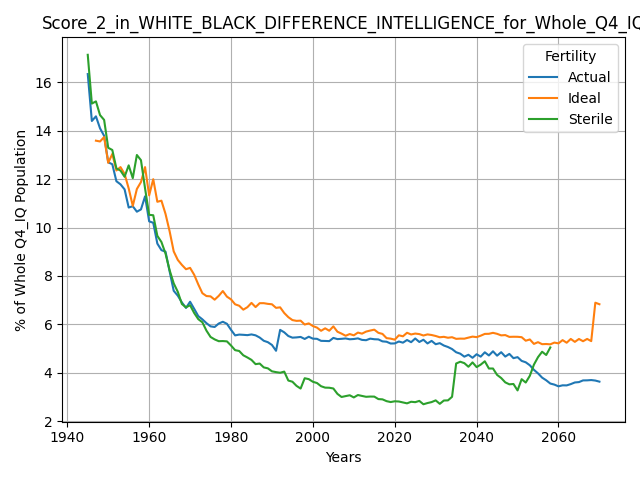 Score_2_in_WHITE_BLACK_DIFFERENCE_INTELLIGENCE_for_Whole_Q4_IQ
Fertility
Actual
Ideal
Sterile
% of Whole Q4_IQ Population
16
14
12
10
8
6
4
2
1940 1960 1980 2000 2020 2040 2060
Years